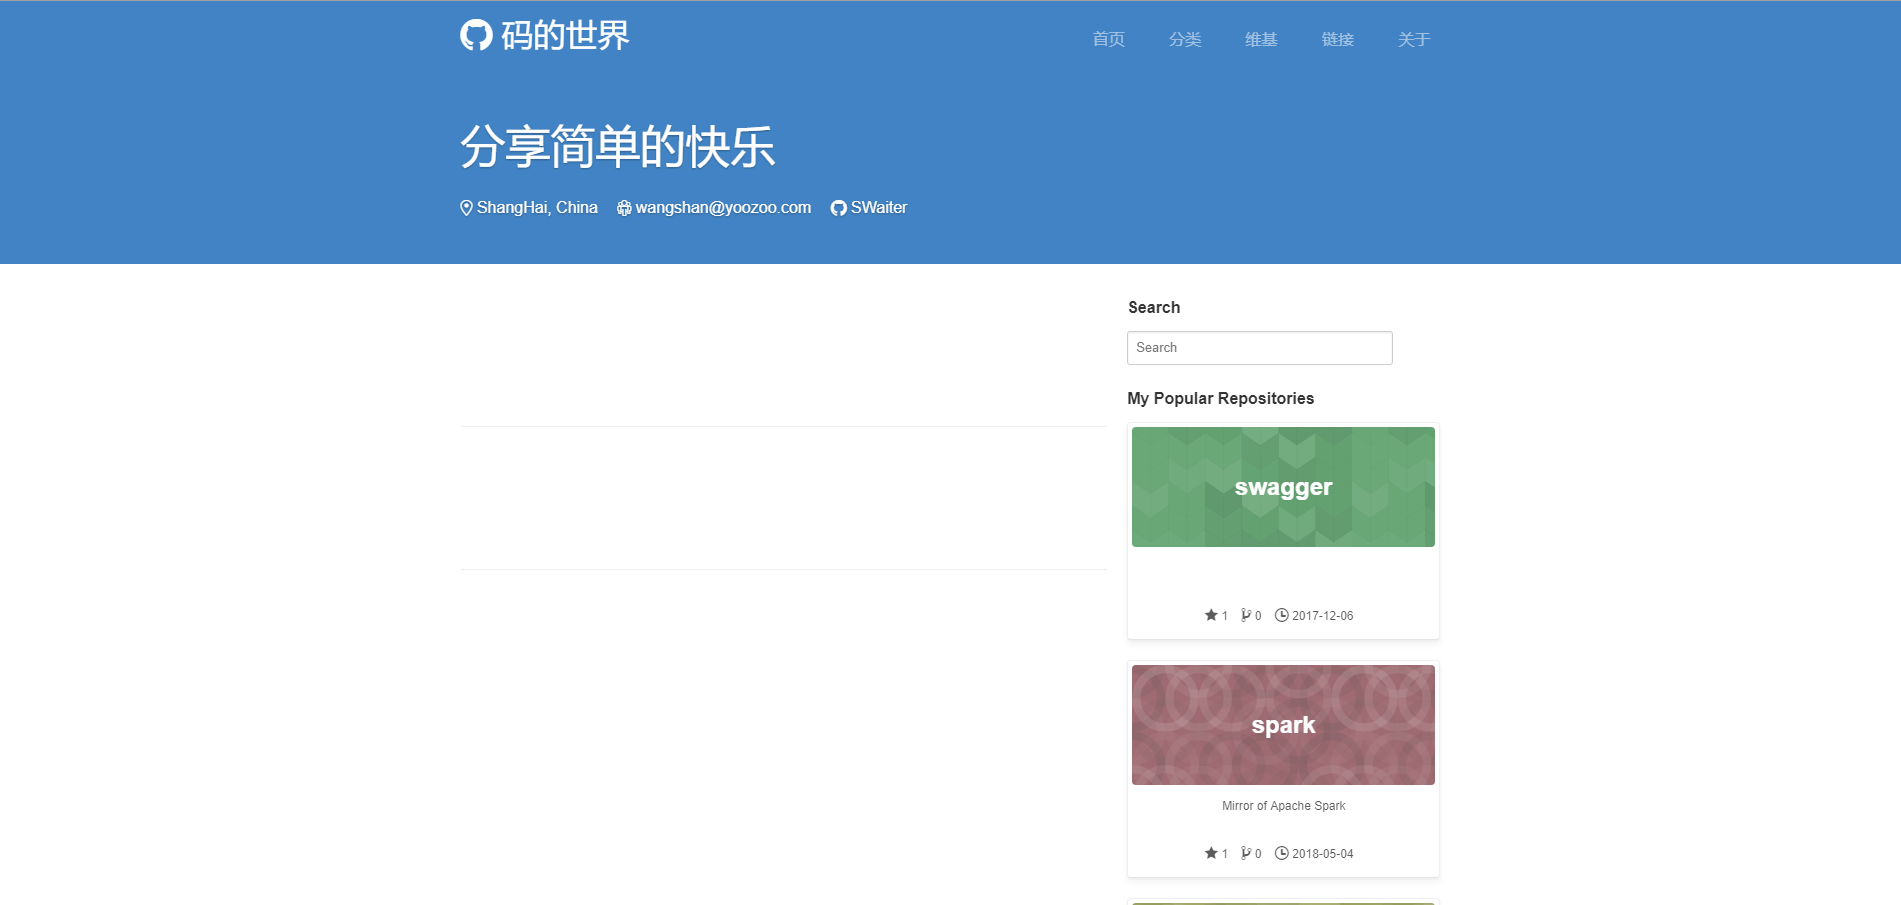 码的世界
首页 分类 维基 链接 关于
分享简单的快乐
ShangHai, China wangshan@yoozoo.com SWaiter
Search
Search
My Popular Repositories
swagger
1 0 2017-12-06
spark
Mirror of Apache Spark
1 0 2018-05-04